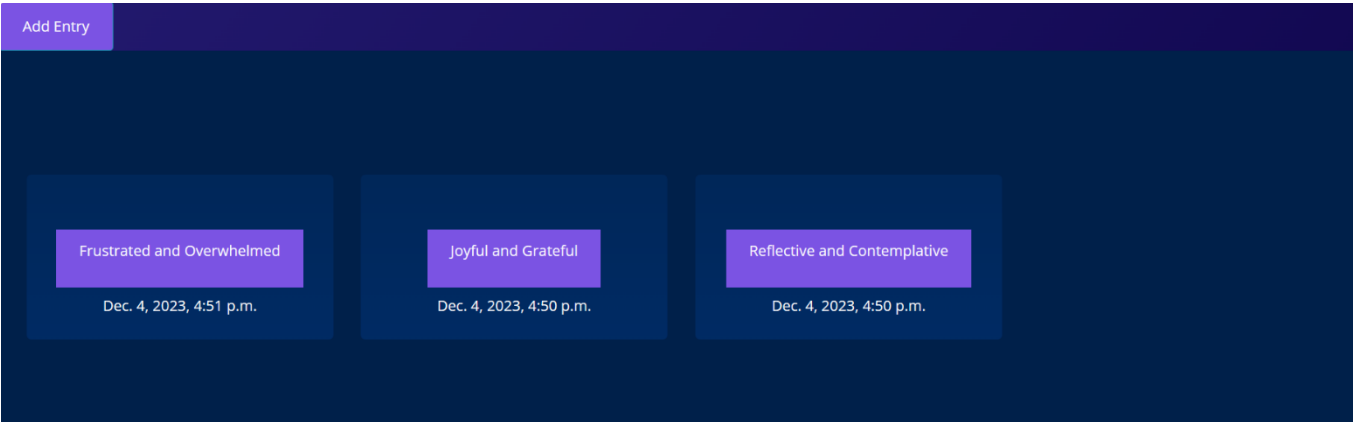 Add Entry
Frustrated and Overwhelmed
Dec. 4, 2023, 4:51 p.m.
Joyful and Grateful
Dec. 4, 2023, 4:50 p.m.
Reflective and Contemplative
Dec. 4, 2023, 4:50 p.m.